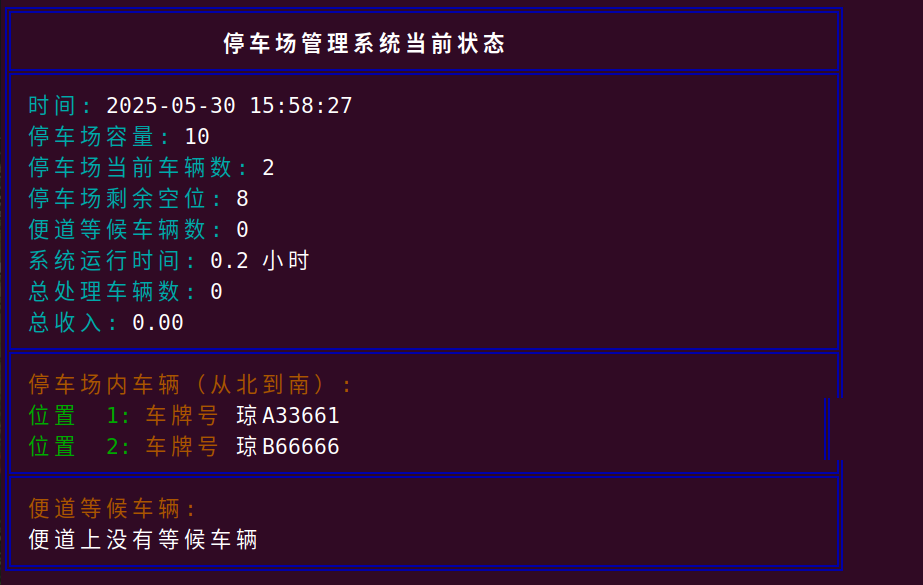 停车场管理系统当前状态
时间: 2025-05-30 15:58:27
停车场容量: 10
停车场当前车辆数: 2
停车场剩余空位: 8
便道等候车辆数: 0
系统运行时间: 0.2 小时
总处理车辆数: 0
总收入: 0.00
停车场内车辆（从北到南）:
位置  1: 车牌号 琼A33661
位置  2: 车牌号 琼B66666
便道等候车辆:
便道上没有等候车辆